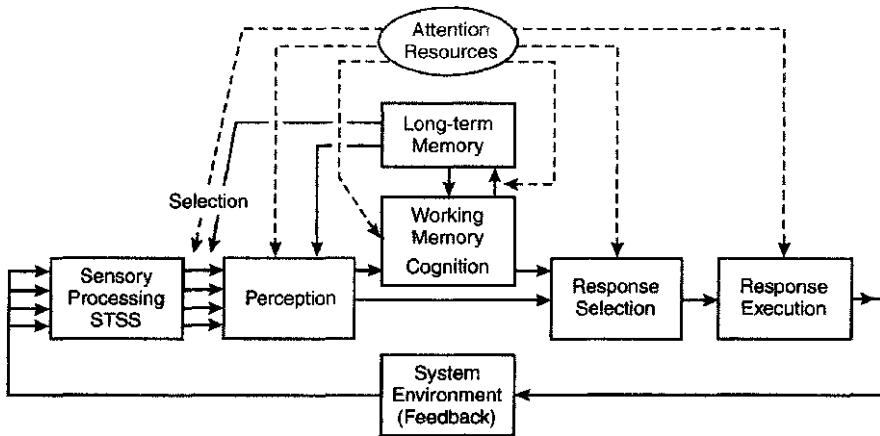 Attention
Resources
Long-term
Memory
Selection
Working
Memory
Cognition
Sensory
Processing
STSS
Perception
Response
Selection
Response
Execution
System
Environment
(Feedback)